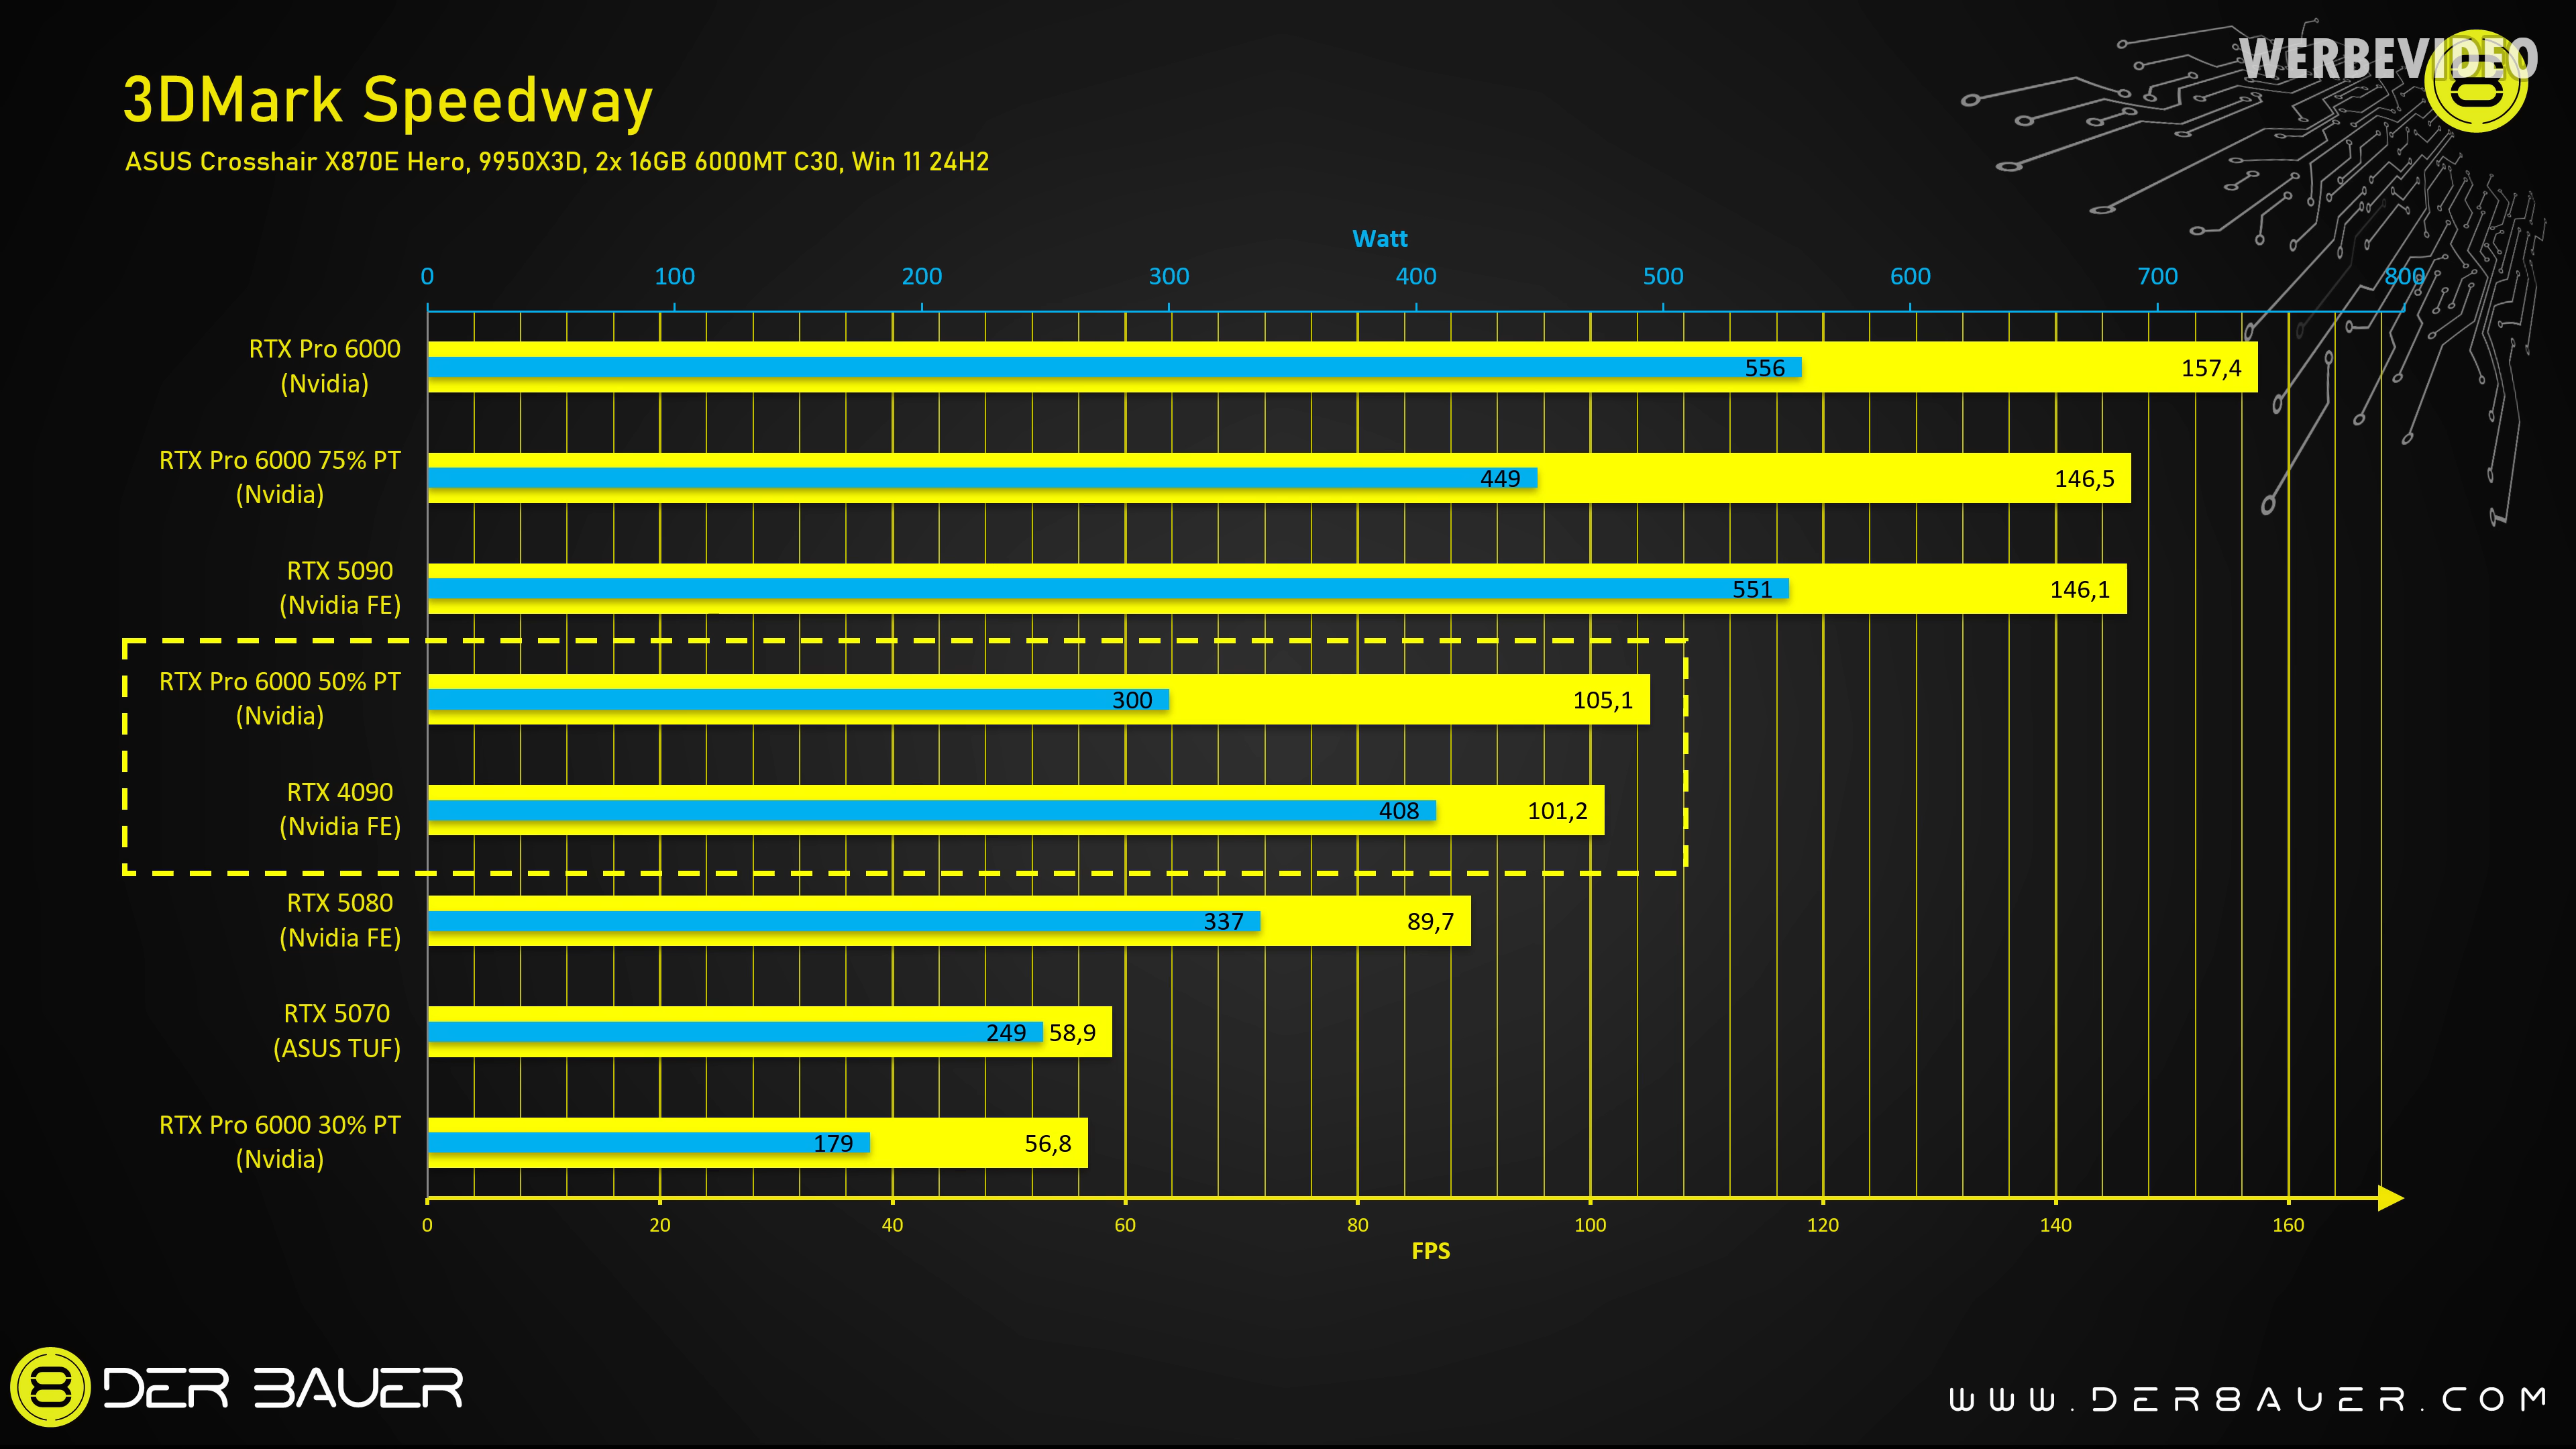 WERBEVIDEO
3DMark Speedway
ASUS Crosshair X870E Hero, 9950X3D, 2x 16GB 6000MT C30, Win 11 24H2
Watt
0 100 200 300 400 500 600 700 800
RTX Pro 6000
(Nvidia)
556 157,4
RTX Pro 6000 75% PT
(Nvidia)
449 146,5
RTX 5090
(Nvidia FE)
551 146,1
RTX Pro 6000 50% PT
(Nvidia)
300 105,1
RTX 4090
(Nvidia FE)
408 101,2
RTX 5080
(Nvidia FE)
337 89,7
RTX 5070
(ASUS TUF)
249 58,9
RTX Pro 6000 30% PT
(Nvidia)
179 56,8
0 20 40 60 80 100 120 140 160
FPS
DER 8AUER
WWW.DER8AUER.COM